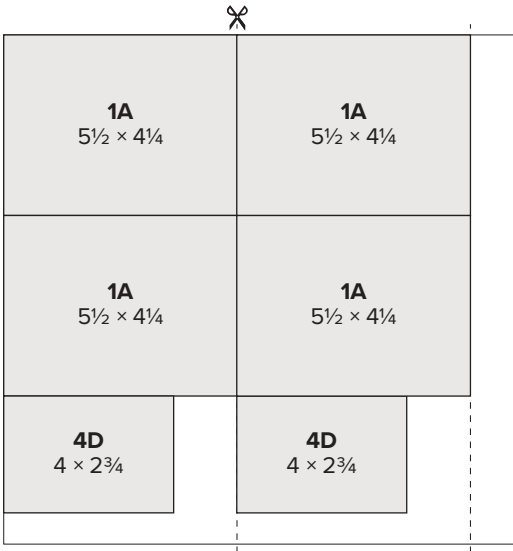 1A
5½ × 4¼
1A
5½ × 4¼
1A
5½ × 4¼
1A
5½ × 4¼
4D
4 × 2¾
4D
4 × 2¾